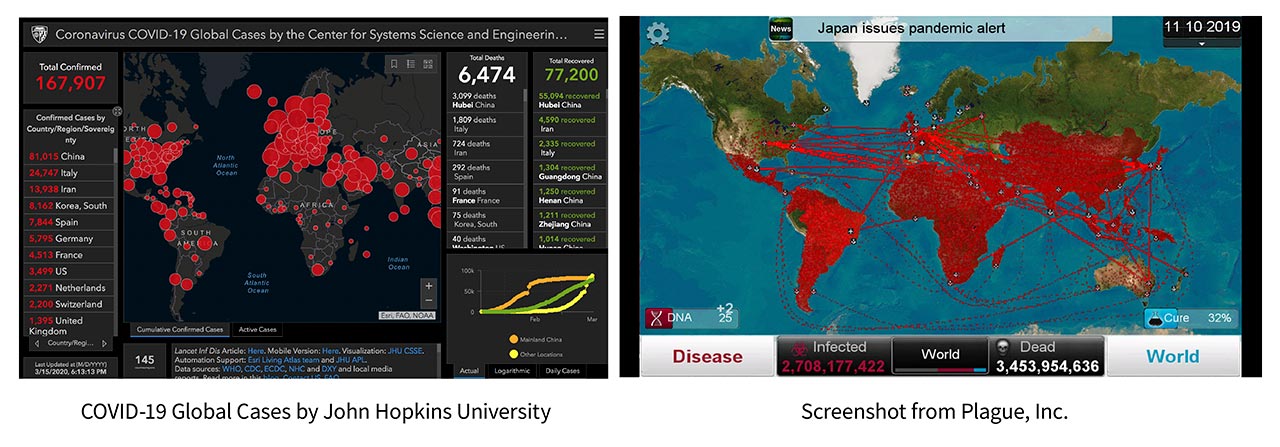 Coronavirus COVID-19 Global Cases by the Center for Systems Science and Engineerin...
Total Confirmed
167,907
Confirmed Cases by
Country/Region/Sovereig
nty
81,015 China
24,747 Italy
13,938 Iran
8,162 Korea, South
7,844 Spain
5,795 Germany
4,513 France
3,499 US
2,271 Netherlands
2,200 Switzerland
1,395 United
Kingdom
Country/Regi...
Last Updated at (M/D/YYYY)
3/15/2020, 6:13:13 PM
North
Atlantic
Ocean
ASIA
AFRICA
SOUTH
AMERICA
South
Atlantic
Ocean
Indian
Ocean
+
−
Esri, FAO, NOAA
Cumulative Confirmed Cases
Active Cases
145
Lancet Inf Dis Article: Here. Mobile Version: Here. Visualization: JHU CSSE.
Automation Support: Esri Living Atlas team and JHU APL.
Data sources: WHO, CDC, ECDC, NHC and DXY and local media
reports. Read more in this blog. Contact US. FAQ.
Total Deaths
6,474
3,099 deaths
Hubei China
1,809 deaths
Italy
724 deaths
Iran
292 deaths
Spain
91 deaths
France France
75 deaths
Korea, South
40 deaths
Total Recovered
77,200
55,094 recovered
Hubei China
4,590 recovered
Iran
2,335 recovered
Italy
1,304 recovered
Guangdong China
1,250 recovered
Henan China
1,211 recovered
Zhejiang China
1,014 recovered
100k
50k
0
Feb
Mar
Mainland China
Other Locations
Actual
Logarithmic
Daily Cases
News
Japan issues pandemic alert
11 10 2019
DNA
+2
25
Cure 32%
Disease
Infected
2,708,177,422
World
Dead
3,453,954,636
World
COVID-19 Global Cases by John Hopkins University
Screenshot from Plague, Inc.